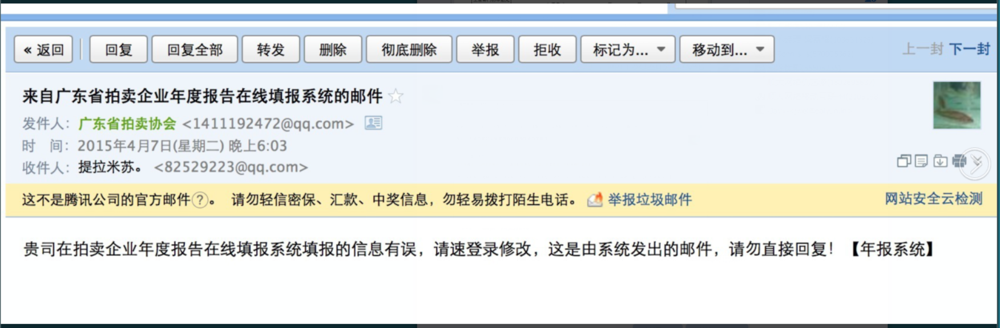 « 返回 回复 回复全部 转发 删除 彻底删除 举报 拒收 标记为... 移动到... 上一封 下一封
来自广东省拍卖企业年度报告在线填报系统的邮件
发件人：广东省拍卖协会 <1411192472@qq.com>
时 间：2015年4月7日(星期二) 晚上6:03
收件人：提拉米苏。 <82529223@qq.com>
这不是腾讯公司的官方邮件?。 请勿轻信密保、汇款、中奖信息，勿轻易拨打陌生电话。 举报垃圾邮件 网站安全云检测
贵司在拍卖企业年度报告在线填报系统填报的信息有误，请速登录修改，这是由系统发出的邮件，请勿直接回复！【年报系统】